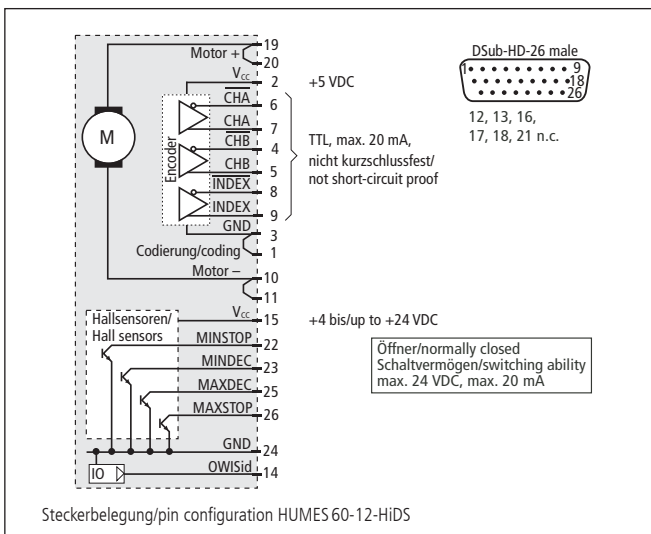 Motor +
19
20
V_CC 2 +5 VDC
CHA 6
CHA 7
CHB 4
CHB 5
INDEX 8
INDEX 9
GND 3
Codierung/coding 1
Motor – 10
11
M
Encoder
TTL, max. 20 mA,
nicht kurzschlussfest/
not short-circuit proof
DSub-HD-26 male
1 9
18
26
12, 13, 16,
17, 18, 21 n.c.
Hallsensoren/
Hall sensors
V_CC 15 +4 bis/up to +24 VDC
MINSTOP 22
MINDEC 23
MAXDEC 25
MAXSTOP 26
GND 24
IO OWISid 14
Öffner/normally closed
Schaltvermögen/switching ability
max. 24 VDC, max. 20 mA
Steckerbelegung/pin configuration HUMES 60-12-HiDS